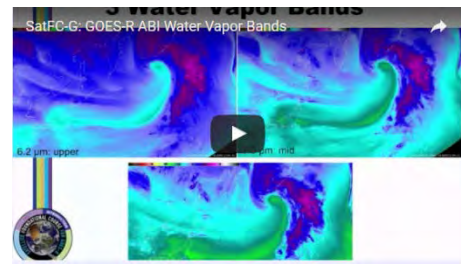 3 Water Vapor Bands
SatFC-G: GOES-R ABI Water Vapor Bands
6.2 µm: upper
µm: mid